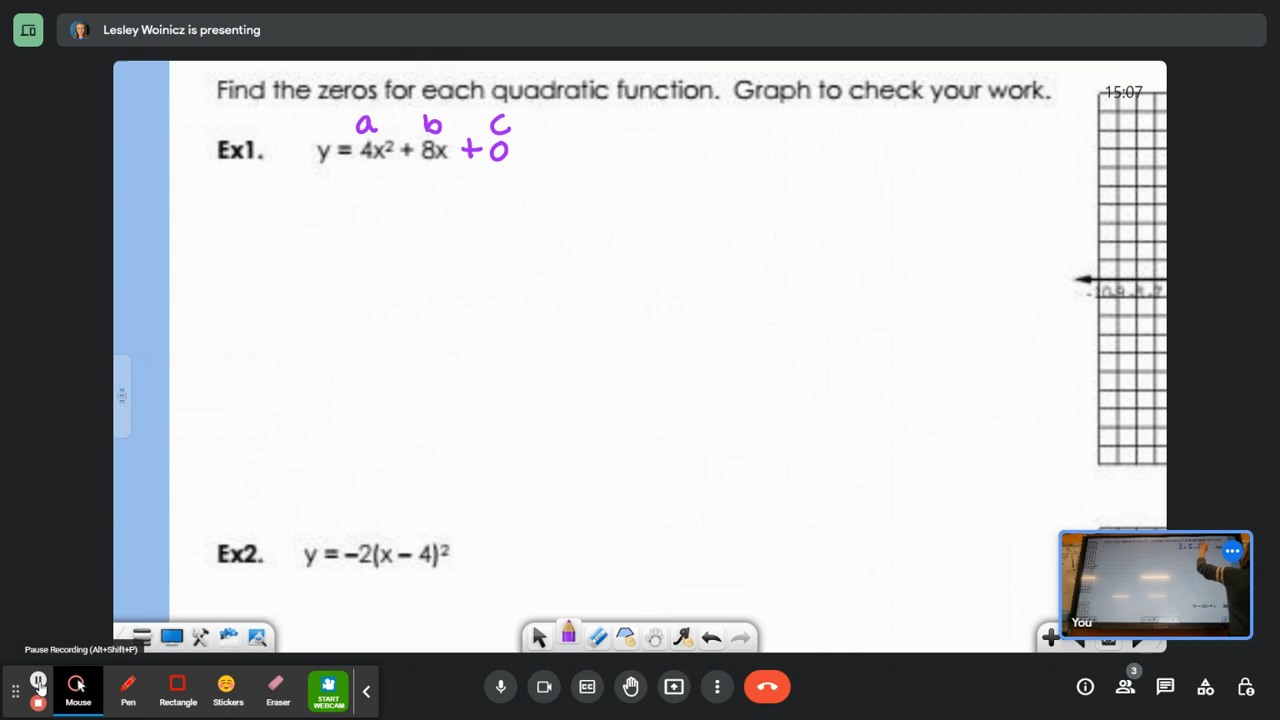 Lesley Woinicz is presenting
Find the zeros for each quadratic function. Graph to check your work.
15:07
a b c
Ex1. y = 4x² + 8x + 0
Ex2. y = –2(x – 4)²
You
Pause Recording (Alt+Shift+P)
Mouse
Pen
Rectangle
Stickers
Eraser
START WEBCAM
CC
3